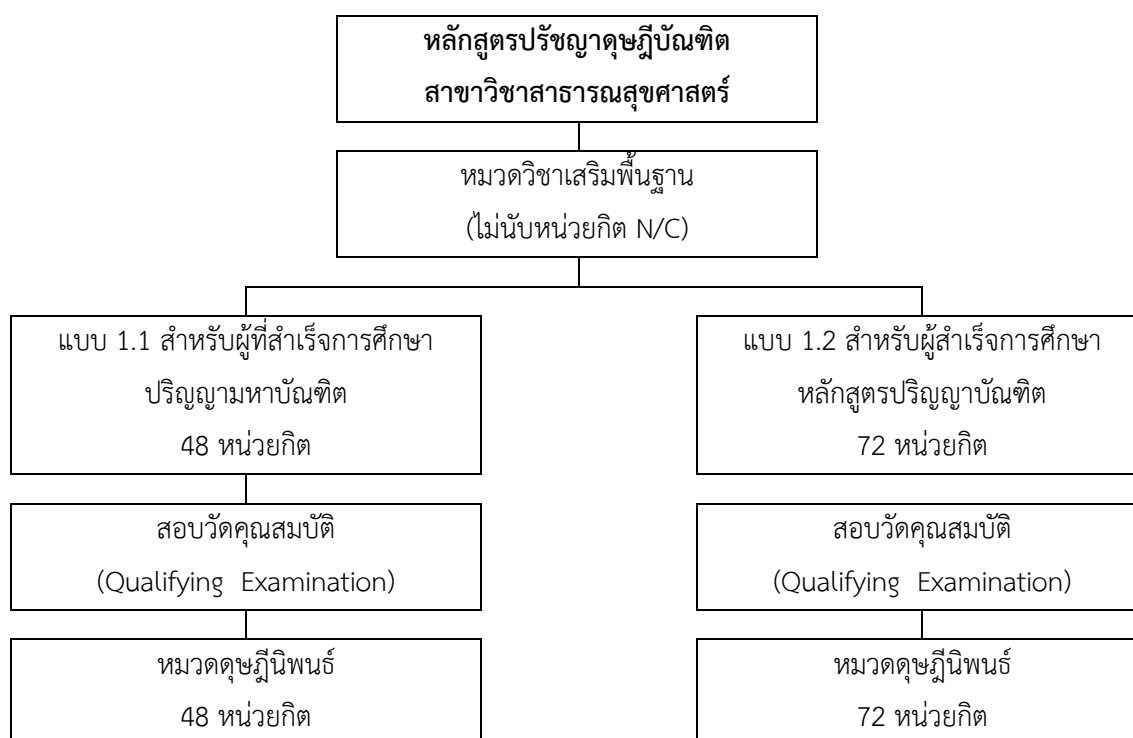 หลักสูตรปรัชญาดุษฎีบัณฑิต
สาขาวิชาสาธารณสุขศาสตร์
หมวดวิชาเสริมพื้นฐาน
(ไม่นับหน่วยกิต N/C)
แบบ 1.1 สำหรับผู้ที่สำเร็จการศึกษา
ปริญญามหาบัณฑิต
48 หน่วยกิต
แบบ 1.2 สำหรับผู้สำเร็จการศึกษา
หลักสูตรปริญญาบัณฑิต
72 หน่วยกิต
สอบวัดคุณสมบัติ
(Qualifying Examination)
สอบวัดคุณสมบัติ
(Qualifying Examination)
หมวดดุษฎีนิพนธ์
48 หน่วยกิต
หมวดดุษฎีนิพนธ์
72 หน่วยกิต